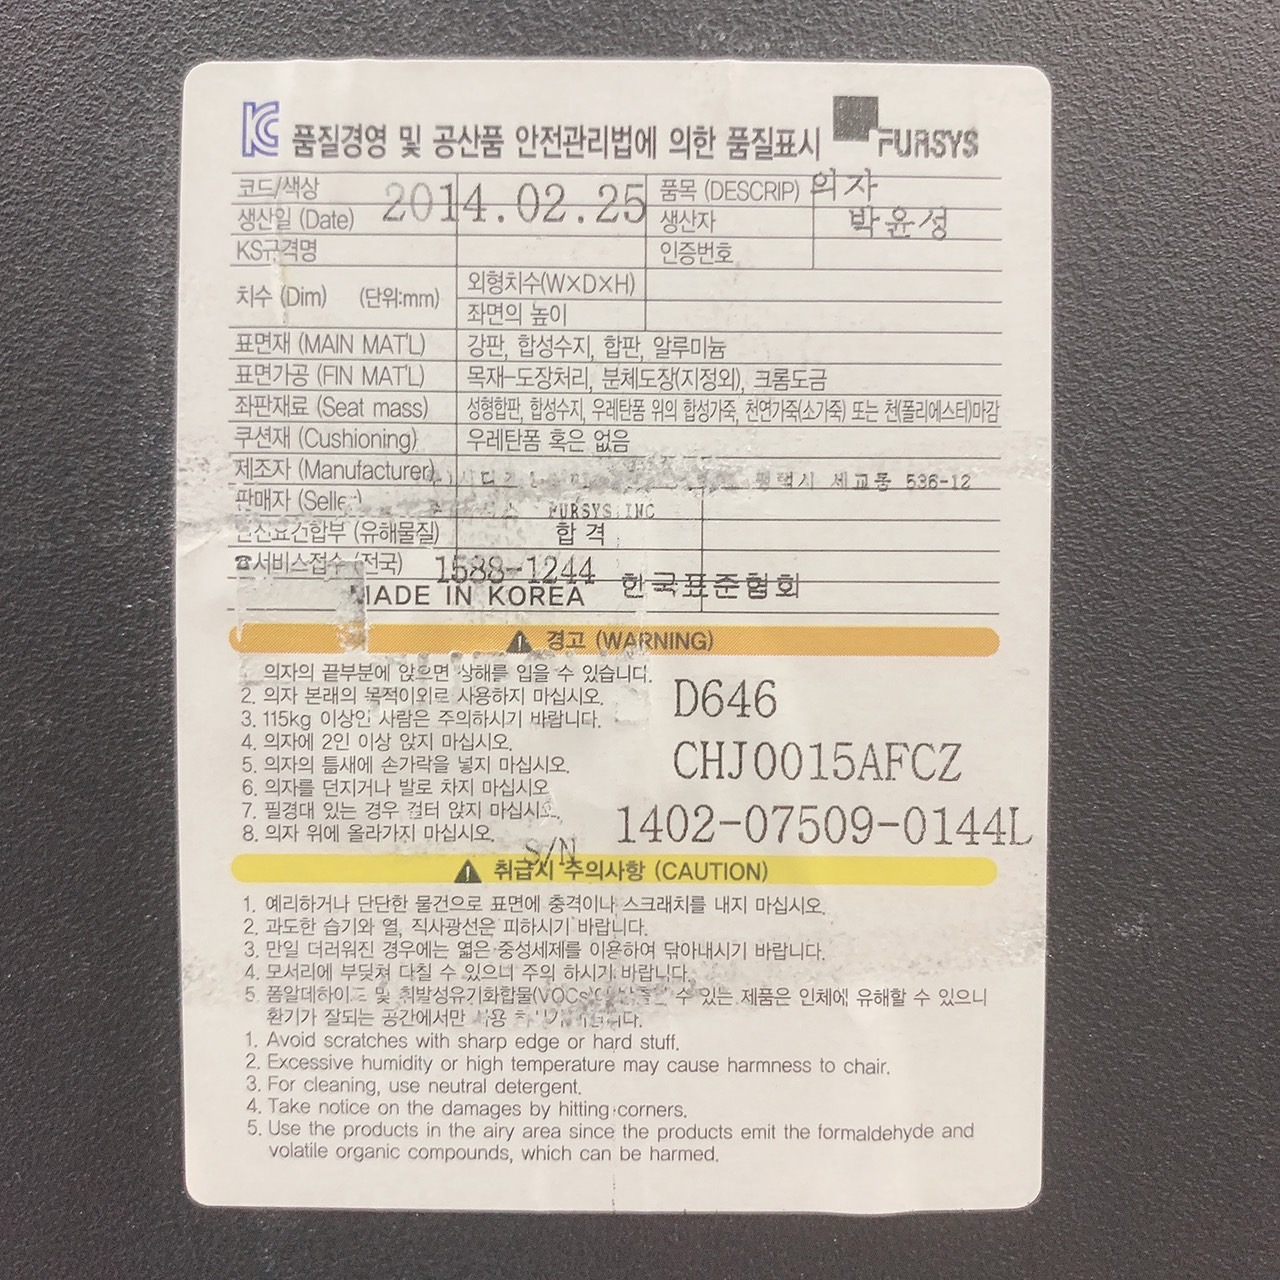 KC 품질경영 및 공산품 안전관리법에 의한 품질표시 FURSYS
코드/색상 품목 (DESCRIP) 의자
생산일 (Date) 2014.02.25 생산자 박윤성
KS규격명 인증번호
치수 (Dim) (단위:mm) 외형치수(W×D×H)
좌면의 높이
표면재 (MAIN MAT'L) 강판, 합성수지, 합판, 알루미늄
표면가공 (FIN MAT'L) 목재-도장처리, 분체도장(지정외), 크롬도금
좌판재료 (Seat mass) 성형합판, 합성수지, 우레탄폼 위의 합성가죽, 천연가죽(소가죽) 또는 천(폴리에스터)마감
쿠션재 (Cushioning) 우레탄폼 혹은 없음
제조자 (Manufacturer) 평택시 세교동 536-12
판매자 FURSYS.INC
안전요건합부 (유해물질) 합격
☎서비스접수 (전국) 1588-1244 한국표준협회
MADE IN KOREA
경고 (WARNING)
의자의 끝부분에 앉으면 상해를 입을 수 있습니다.
2. 의자 본래의 목적이외로 사용하지 마십시오.
3. 115kg 이상인 사람은 주의하시기 바랍니다.
4. 의자에 2인 이상 앉지 마십시오.
5. 의자의 틈새에 손가락을 넣지 마십시오.
6. 의자를 던지거나 발로 차지 마십시오.
7. 필경대 있는 경우 걸터 앉지 마십시오.
8. 의자 위에 올라가지 마십시오.
D646
CHJ0015AFCZ
S/N 1402-07509-0144L
취급시 주의사항 (CAUTION)
1. 예리하거나 단단한 물건으로 표면에 충격이나 스크래치를 내지 마십시오.
2. 과도한 습기와 열, 직사광선은 피하시기 바랍니다.
3. 만일 더러워진 경우에는 엷은 중성세제를 이용하여 닦아내시기 바랍니다.
4. 모서리에 부딪쳐 다칠 수 있으니 주의 하시기 바랍니다.
5. 폼알데하이드 및 휘발성유기화합물(VOCs) 수 있는 제품은 인체에 유해할 수 있으니
환기가 잘되는 공간에서만 사용
1. Avoid scratches with sharp edge or hard stuff.
2. Excessive humidity or high temperature may cause harmness to chair.
3. For cleaning, use neutral detergent.
4. Take notice on the damages by hitting corners.
5. Use the products in the airy area since the products emit the formaldehyde and
volatile organic compounds, which can be harmed.